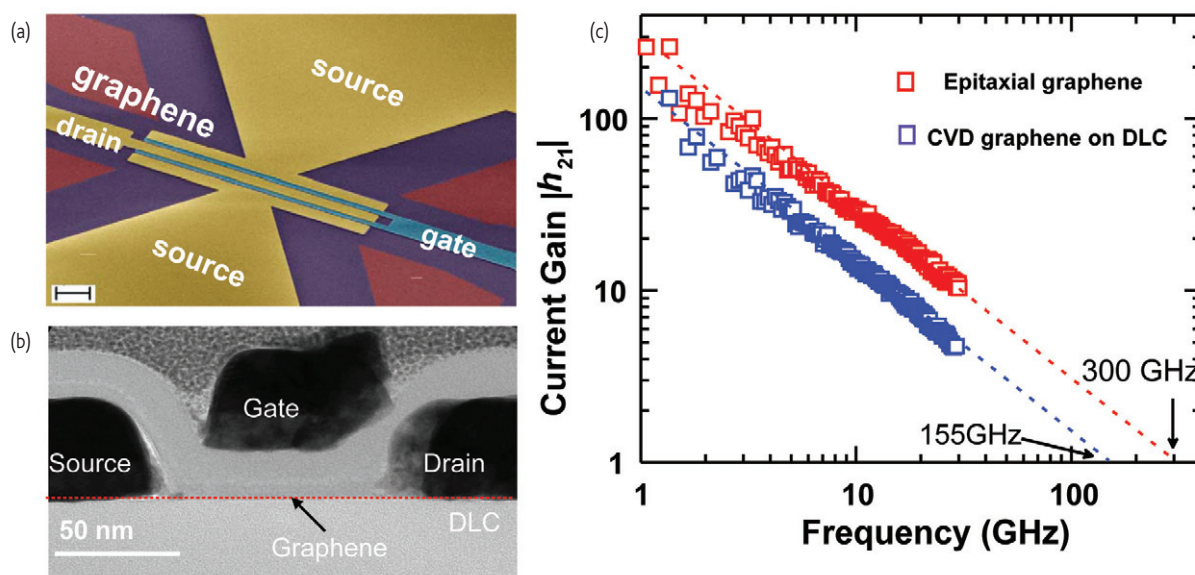 (a)
source
graphene
drain
gate
source
(b)
Gate
Source
Drain
50 nm
DLC
Graphene
(c)
Current Gain |h21|
100
10
1
Epitaxial graphene
CVD graphene on DLC
300 GHz
155GHz
1
10
100
Frequency (GHz)